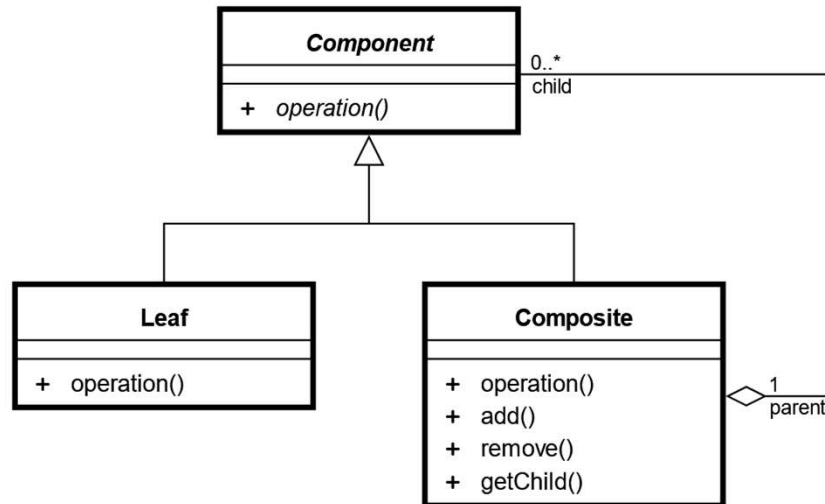 Component
+ operation()
0..*
child
Leaf
+ operation()
Composite
+ operation()
+ add()
+ remove()
+ getChild()
1
parent